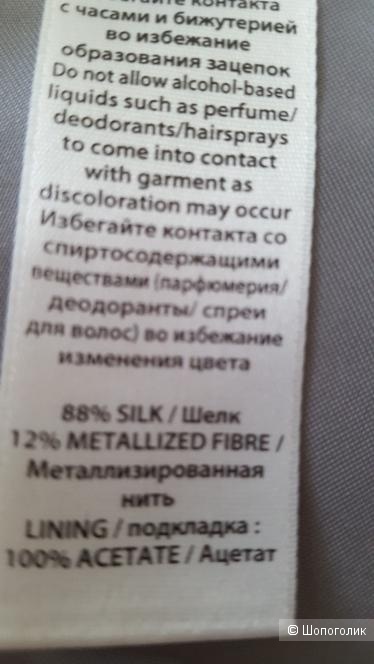 контакта
с часами и бижутерией
во избежание
образования зацепок
Do not allow alcohol-based
liquids such as perfume/
deodorants/hairsprays
to come into contact
with garment as
discoloration may occur
Избегайте контакта со
спиртосодержащими
веществами (парфюмерия/
деодоранты/ спреи
для волос) во избежание
изменения цвета
88% SILK / Шелк
12% METALLIZED FIBRE /
Металлизированная
нить
LINING / подкладка :
100% ACETATE / Ацетат
© Шопоголик